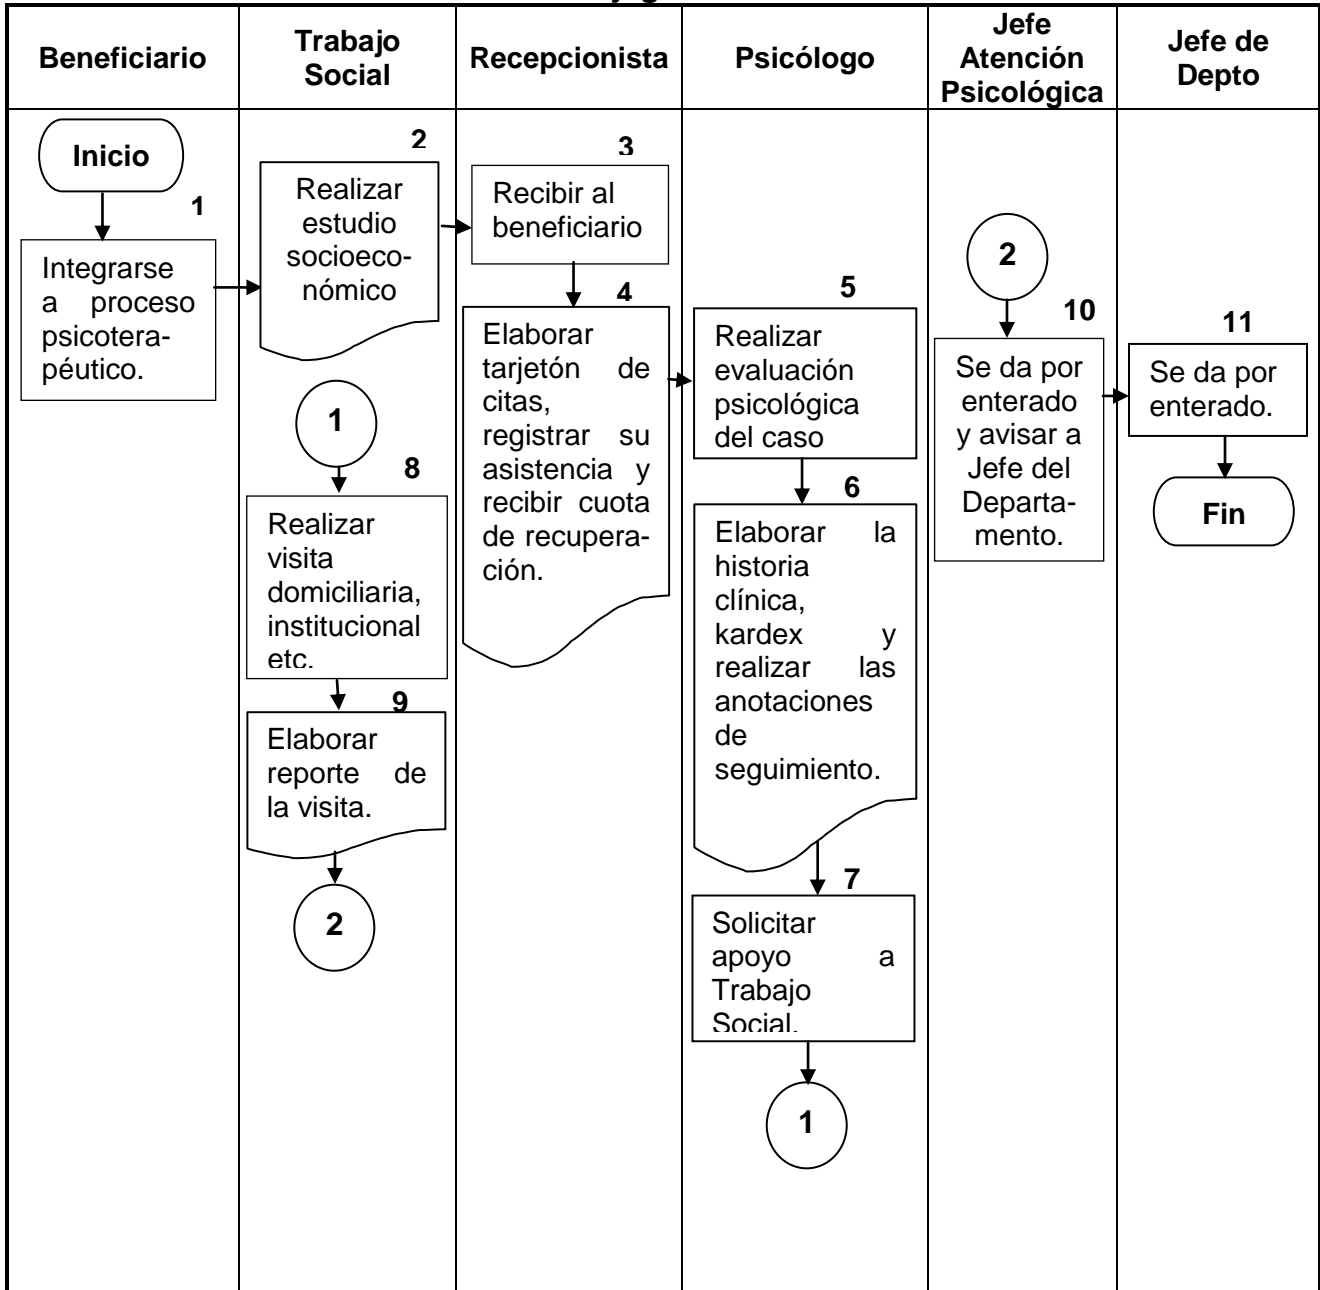 Beneficiario
Trabajo
Social
Recepcionista
Psicólogo
Jefe
Atención
Psicológica
Jefe de
Depto
Inicio
1
Integrarse
a proceso
psicotera-
péutico.
2
Realizar
estudio
socioeco-
nómico
1
8
Realizar
visita
domiciliaria,
institucional
etc.
9
Elaborar
reporte de
la visita.
2
3
Recibir al
beneficiario
4
Elaborar
tarjetón de
citas,
registrar su
asistencia y
recibir cuota
de recupera-
ción.
5
Realizar
evaluación
psicológica
del caso
6
Elaborar la
historia
clínica,
kardex y
realizar las
anotaciones
de
seguimiento.
7
Solicitar
apoyo a
Trabajo
Social.
1
2
10
Se da por
enterado
y avisar a
Jefe del
Departa-
mento.
11
Se da por
enterado.
Fin